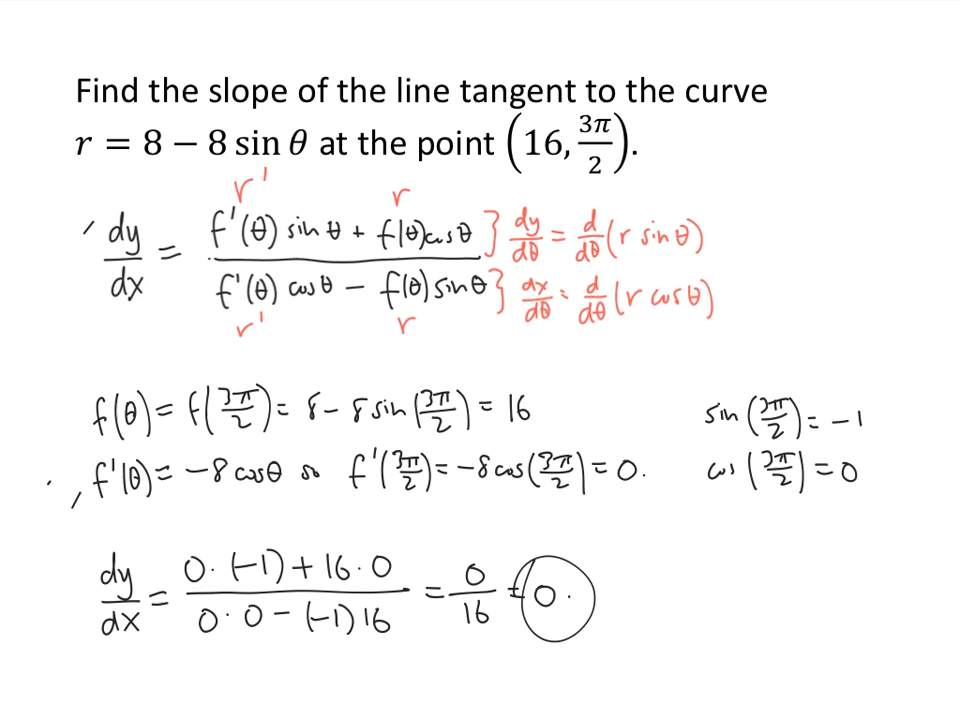 Find the slope of the line tangent to the curve
r = 8 − 8 sin θ at the point (16, 3π/2).
r' r
dy/dx = (f'(θ) sin θ + f(θ) cos θ)/(f'(θ) cos θ − f(θ) sin θ) } dy/dθ = d/dθ (r sin θ) } dx/dθ = d/dθ (r cos θ)
r' r
f(θ) = f(3π/2) = 8 − 8 sin(3π/2) = 16 sin(3π/2) = −1
f'(θ) = −8 cos θ so f'(3π/2) = −8 cos(3π/2) = 0. cos(3π/2) = 0
dy/dx = (0·(−1) + 16·0)/(0·0 − (−1)16) = 0/16 = 0.